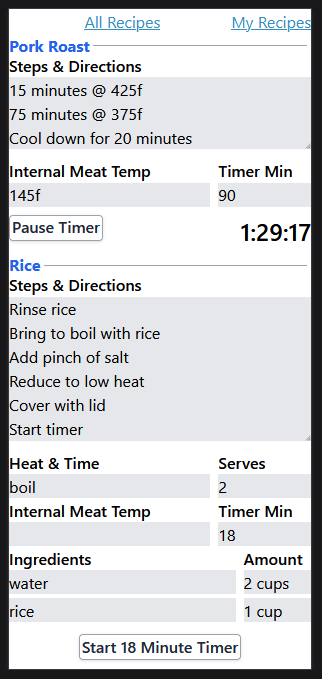 All Recipes My Recipes
Pork Roast
Steps & Directions
15 minutes @ 425f
75 minutes @ 375f
Cool down for 20 minutes
Internal Meat Temp Timer Min
145f 90
Pause Timer 1:29:17
Rice
Steps & Directions
Rinse rice
Bring to boil with rice
Add pinch of salt
Reduce to low heat
Cover with lid
Start timer
Heat & Time Serves
boil 2
Internal Meat Temp Timer Min
18
Ingredients Amount
water 2 cups
rice 1 cup
Start 18 Minute Timer